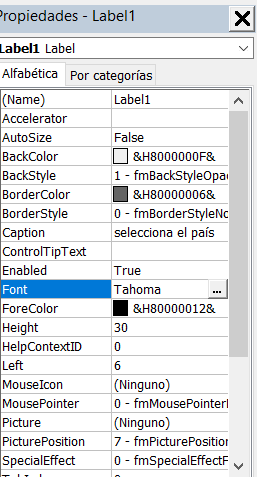 Propiedades - Label1
Label1 Label
Alfabética Por categorías
(Name) Label1
Accelerator
AutoSize False
BackColor &H8000000F&
BackStyle 1 - fmBackStyleOpac
BorderColor &H80000006&
BorderStyle 0 - fmBorderStyleNo
Caption selecciona el país
ControlTipText
Enabled True
Font Tahoma ...
ForeColor &H80000012&
Height 30
HelpContextID 0
Left 6
MouseIcon (Ninguno)
MousePointer 0 - fmMousePointerD
Picture (Ninguno)
PicturePosition 7 - fmPicturePosition
SpecialEffect 0 - fmSpecialEffectF